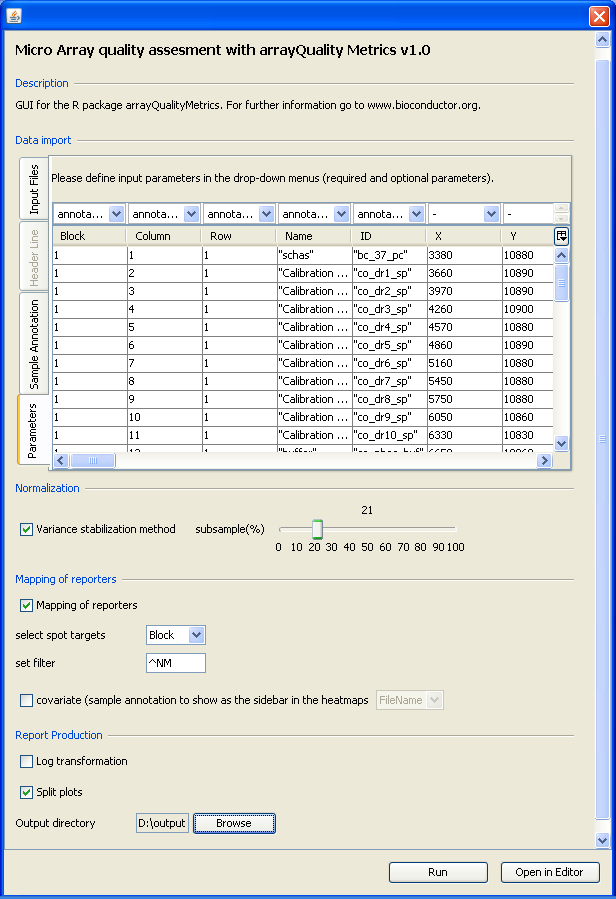 Micro Array quality assesment with arrayQuality Metrics v1.0
Description
GUI for the R package arrayQualityMetrics. For further information go to www.bioconductor.org.
Data import
Input Files
Header Line
Sample Annotation
Parameters
Please define input parameters in the drop-down menus (required and optional parameters).
annota... annota... annota... annota... annota... - -
Block Column Row Name ID X Y
1 1 1 "schas" "bc_37_pc" 3380 10880
1 2 1 "Calibration ... "co_dr1_sp" 3660 10890
1 3 1 "Calibration ... "co_dr2_sp" 3970 10890
1 4 1 "Calibration ... "co_dr3_sp" 4260 10900
1 5 1 "Calibration ... "co_dr4_sp" 4570 10880
1 6 1 "Calibration ... "co_dr5_sp" 4860 10890
1 7 1 "Calibration ... "co_dr6_sp" 5160 10880
1 8 1 "Calibration ... "co_dr7_sp" 5450 10880
1 9 1 "Calibration ... "co_dr8_sp" 5750 10880
1 10 1 "Calibration ... "co_dr9_sp" 6050 10860
1 11 1 "Calibration ... "co_dr10_sp" 6330 10830
Normalization
21
Variance stabilization method subsample(%)
0 10 20 30 40 50 60 70 80 90 100
Mapping of reporters
Mapping of reporters
select spot targets Block
set filter ^NM
covariate (sample annotation to show as the sidebar in the heatmaps FileName
Report Production
Log transformation
Split plots
Output directory D:\output Browse
Run Open in Editor